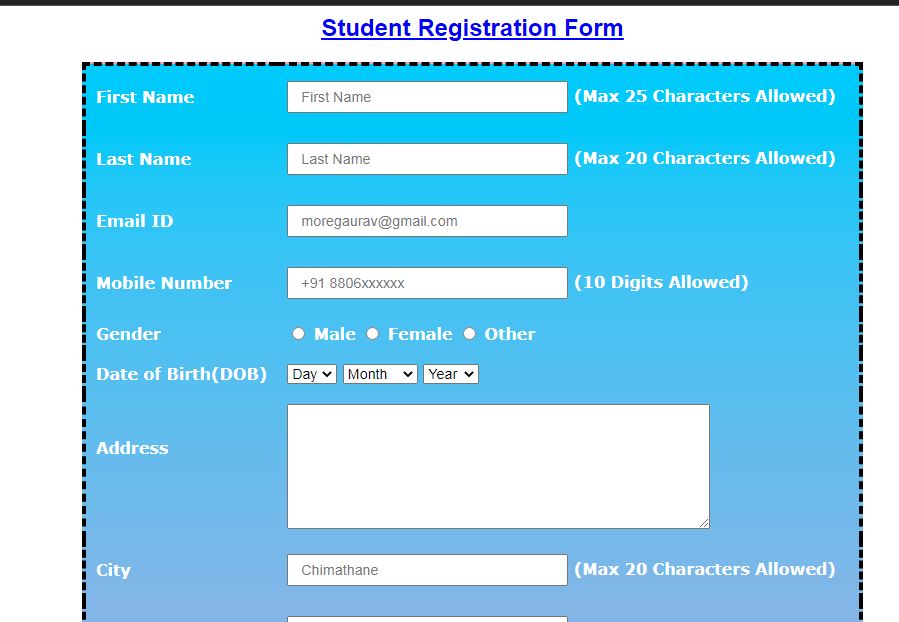 Student Registration Form
First Name First Name (Max 25 Characters Allowed)
Last Name Last Name (Max 20 Characters Allowed)
Email ID moregaurav@gmail.com
Mobile Number +91 8806xxxxxx (10 Digits Allowed)
Gender Male Female Other
Date of Birth(DOB) Day Month Year
Address
City Chimathane (Max 20 Characters Allowed)